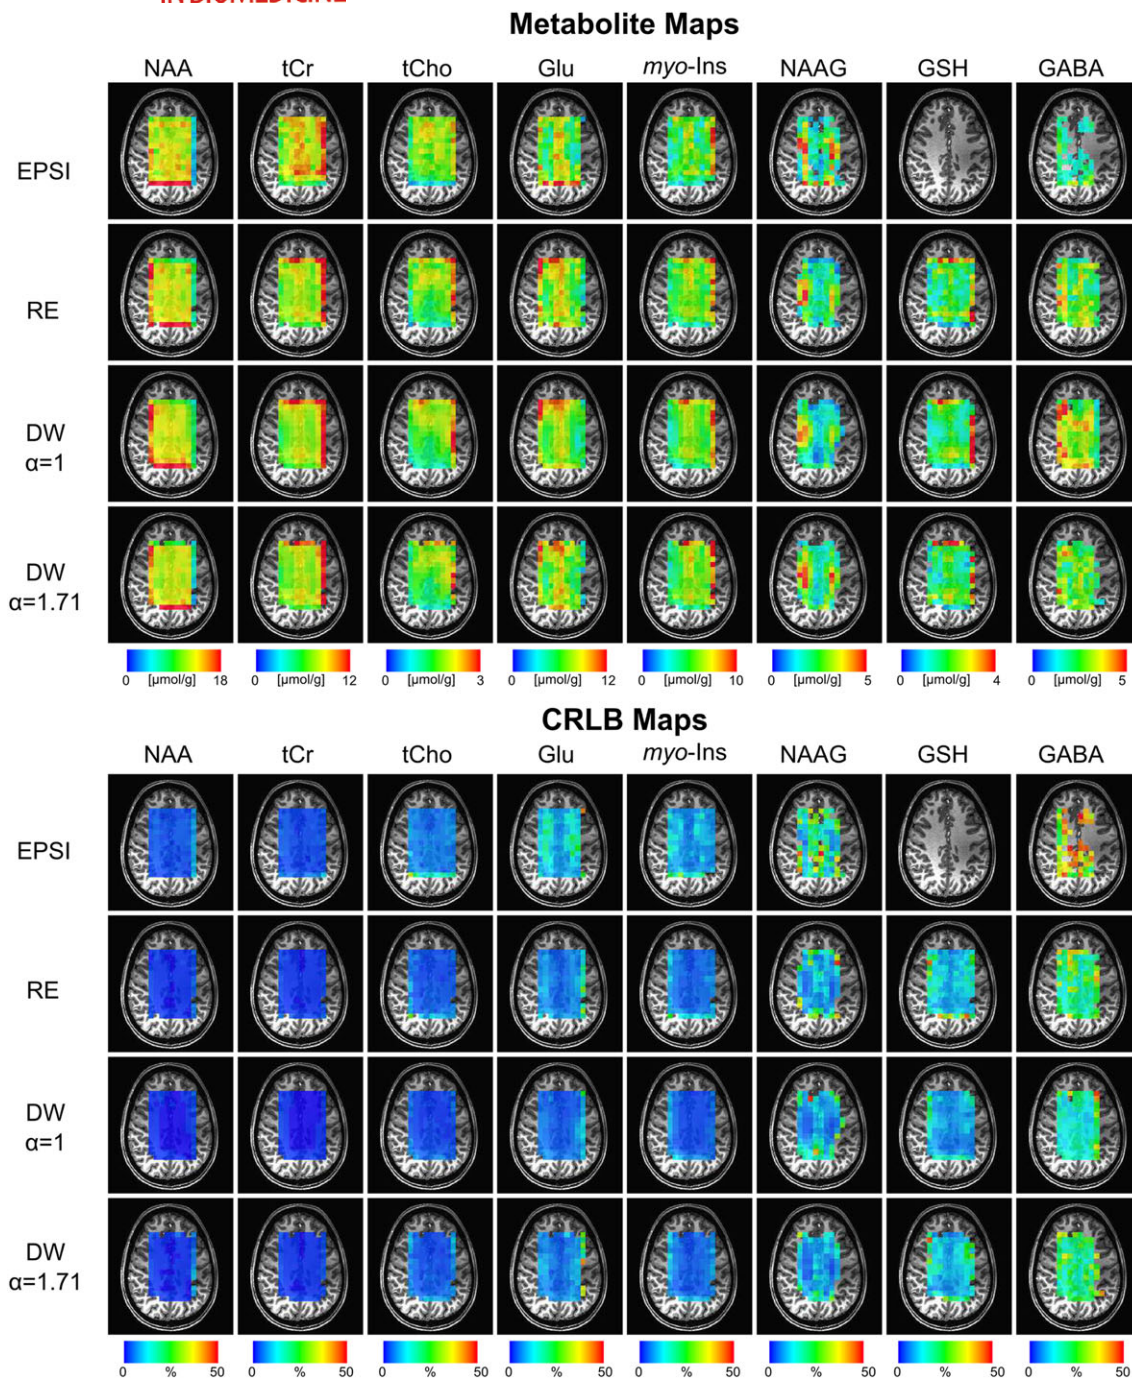 IN BIOMEDICINE
Metabolite Maps
NAA tCr tCho Glu myo-Ins NAAG GSH GABA
EPSI
RE
DW
α=1
DW
α=1.71
0 [µmol/g] 18 0 [µmol/g] 12 0 [µmol/g] 3 0 [µmol/g] 12 0 [µmol/g] 10 0 [µmol/g] 5 0 [µmol/g] 4 0 [µmol/g] 5
CRLB Maps
NAA tCr tCho Glu myo-Ins NAAG GSH GABA
EPSI
RE
DW
α=1
DW
α=1.71
0 % 50 0 % 50 0 % 50 0 % 50 0 % 50 0 % 50 0 % 50 0 % 50